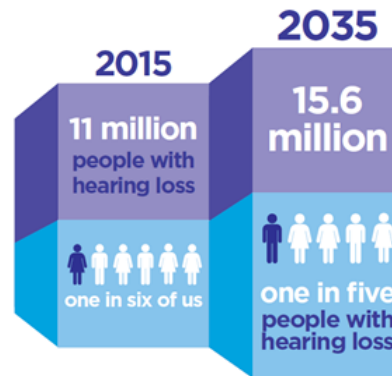 2015
11 million
people with
hearing loss
one in six of us
2035
15.6
million
one in five
people with
hearing loss